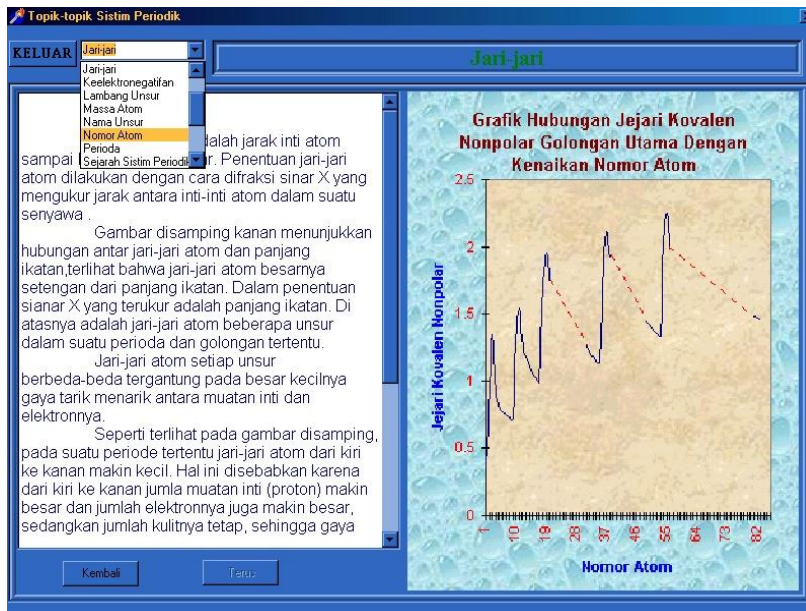 Topik-topik Sistim Periodik
KELUAR
Jari-jari
Jari-jari
Jari-jari
Keelektronegatifan
Lambang Unsur
Massa Atom
Nama Unsur
Nomor Atom
Perioda
Sejarah Sistim Periodik
dalah jarak inti atom
sampai
r. Penentuan jari-jari
atom dilakukan dengan cara difraksi sinar X yang
mengukur jarak antara inti-inti atom dalam suatu
senyawa .
Gambar disamping kanan menunjukkan
hubungan antar jari-jari atom dan panjang
ikatan,terlihat bahwa jari-jari atom besarnya
setengan dari panjang ikatan. Dalam penentuan
sianar X yang terukur adalah panjang ikatan. Di
atasnya adalah jari-jari atom beberapa unsur
dalam suatu perioda dan golongan tertentu.
Jari-jari atom setiap unsur
berbeda-beda tergantung pada besar kecilnya
gaya tarik menarik antara muatan inti dan
elektronnya.
Seperti terlihat pada gambar disamping,
pada suatu periode tertentu jari-jari atom dari kiri
ke kanan makin kecil. Hal ini disebabkan karena
dari kiri ke kanan jumla muatan inti (proton) makin
besar dan jumlah elektronnya juga makin besar,
sedangkan jumlah kulitnya tetap, sehingga gaya
Kembali
Terus
Grafik Hubungan Jejari Kovalen
Nonpolar Golongan Utama Dengan
Kenaikan Nomor Atom
2.5
2
1.5
1
0.5
0
Jejari Kovalen Nonpolar
1
10
19
28
37
46
55
64
73
82
Nomor Atom